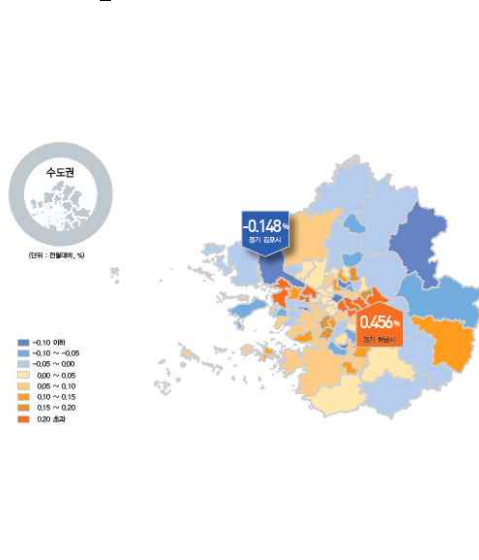 수도권
(단위 : 전월대비, %)
-0.148%
경기 김포시
0.456%
경기 하남시
-0.10 이하
-0.10 ~ -0.05
-0.05 ~ 0.00
0.00 ~ 0.05
0.05 ~ 0.10
0.10 ~ 0.15
0.15 ~ 0.20
0.20 초과